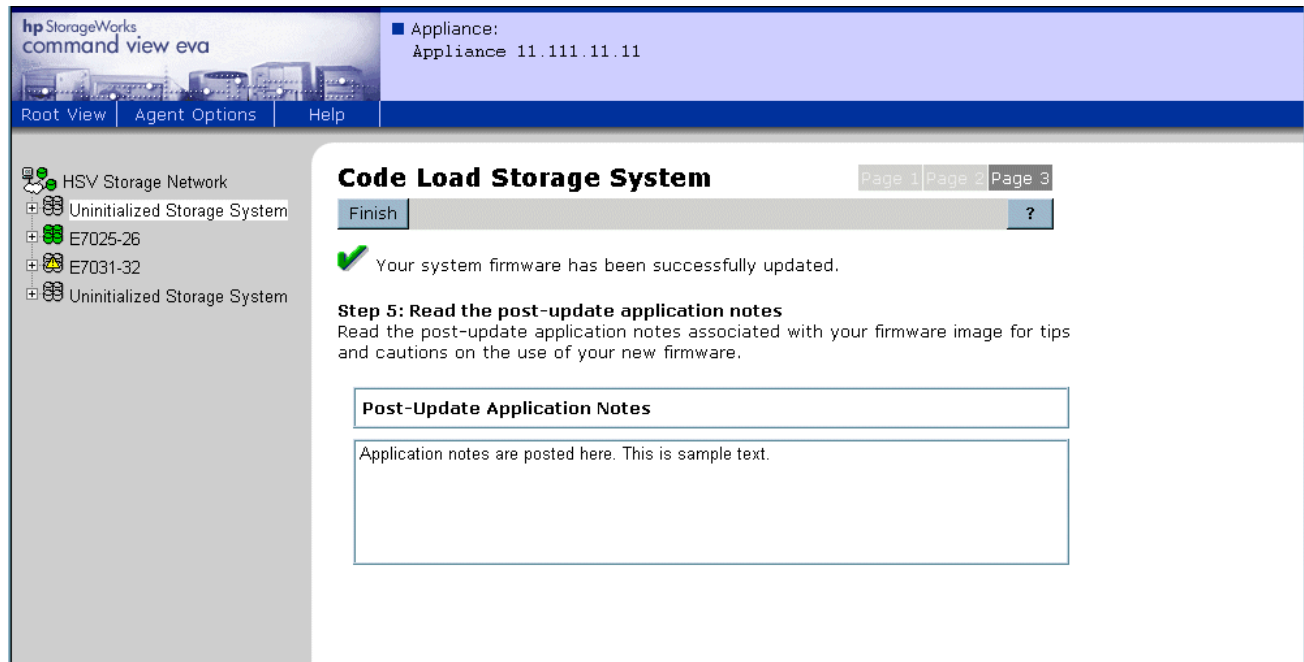 hp StorageWorks
command view eva
Appliance:
Appliance 11.111.11.11
Root View Agent Options Help
HSV Storage Network
Uninitialized Storage System
E7025-26
E7031-32
Uninitialized Storage System
Code Load Storage System
Page 1 Page 2 Page 3
Finish ?
Your system firmware has been successfully updated.
Step 5: Read the post-update application notes
Read the post-update application notes associated with your firmware image for tips
and cautions on the use of your new firmware.
Post-Update Application Notes
Application notes are posted here. This is sample text.